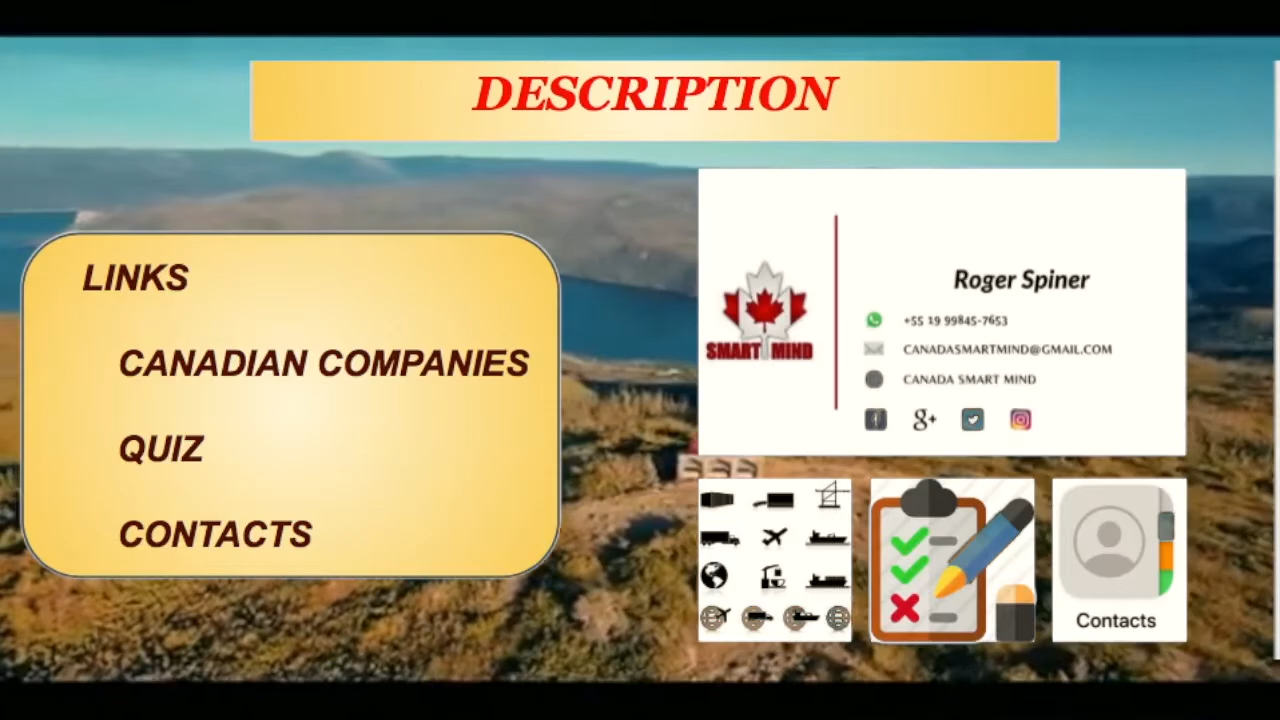 DESCRIPTION
LINKS
CANADIAN COMPANIES
QUIZ
CONTACTS
SMART MIND
Roger Spiner
+55 19 99845-7653
CANADASMARTMIND@GMAIL.COM
CANADA SMART MIND
g+
Contacts